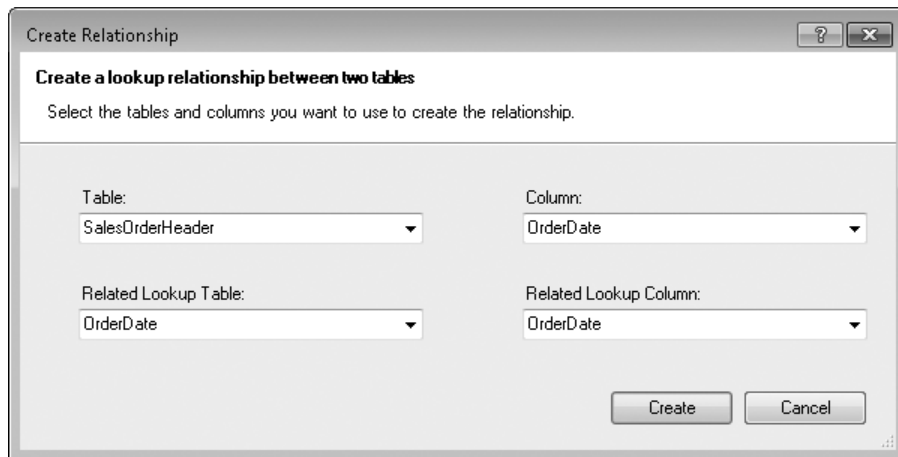 Create Relationship
?
Create a lookup relationship between two tables
Select the tables and columns you want to use to create the relationship.
Table:
Column:
SalesOrderHeader
OrderDate
Related Lookup Table:
Related Lookup Column:
OrderDate
OrderDate
Create
Cancel